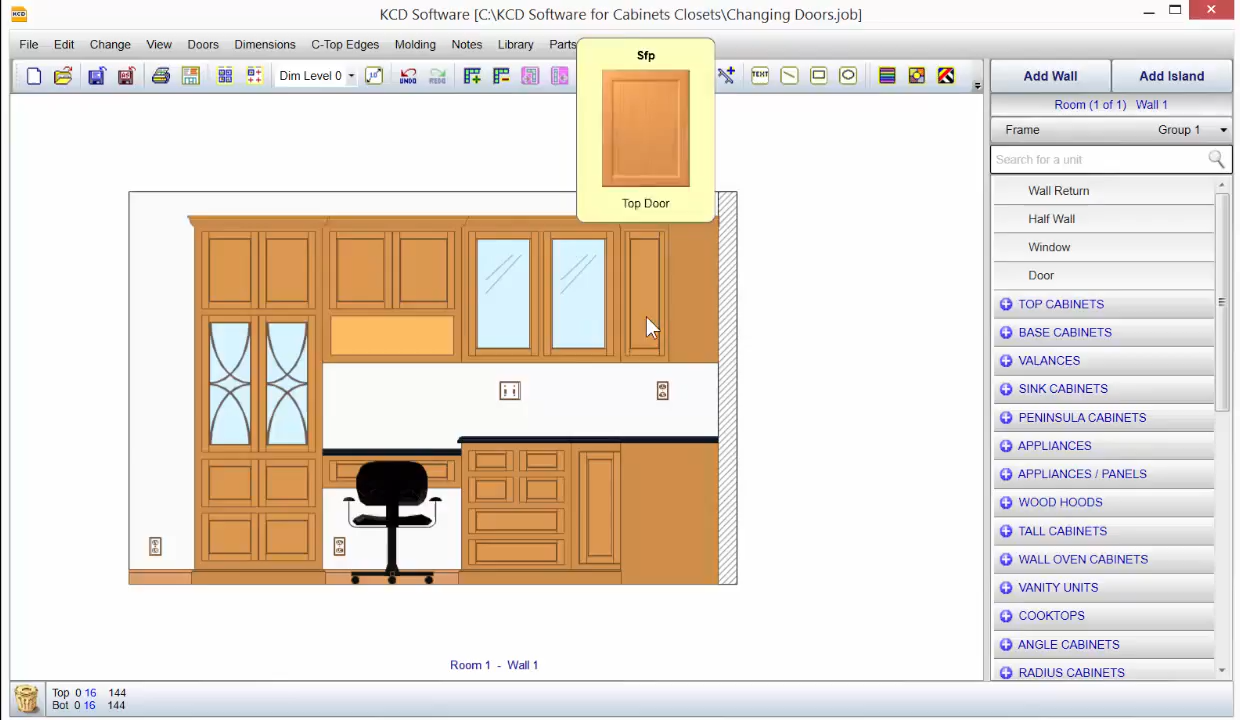 KCD
KCD Software [C:\KCD Software for Cabinets Closets\Changing Doors.job]
File Edit Change View Doors Dimensions C-Top Edges Molding Notes Library Parts
Dim Level 0 UNDO REDO TEXT
Sfp
Top Door
Add Wall Add Island
Room (1 of 1) Wall 1
Frame Group 1
Search for a unit
Wall Return
Half Wall
Window
Door
TOP CABINETS
BASE CABINETS
VALANCES
SINK CABINETS
PENINSULA CABINETS
APPLIANCES
APPLIANCES / PANELS
WOOD HOODS
TALL CABINETS
WALL OVEN CABINETS
VANITY UNITS
COOKTOPS
ANGLE CABINETS
RADIUS CABINETS
Room 1 - Wall 1
Top 0 16 144
Bot 0 16 144